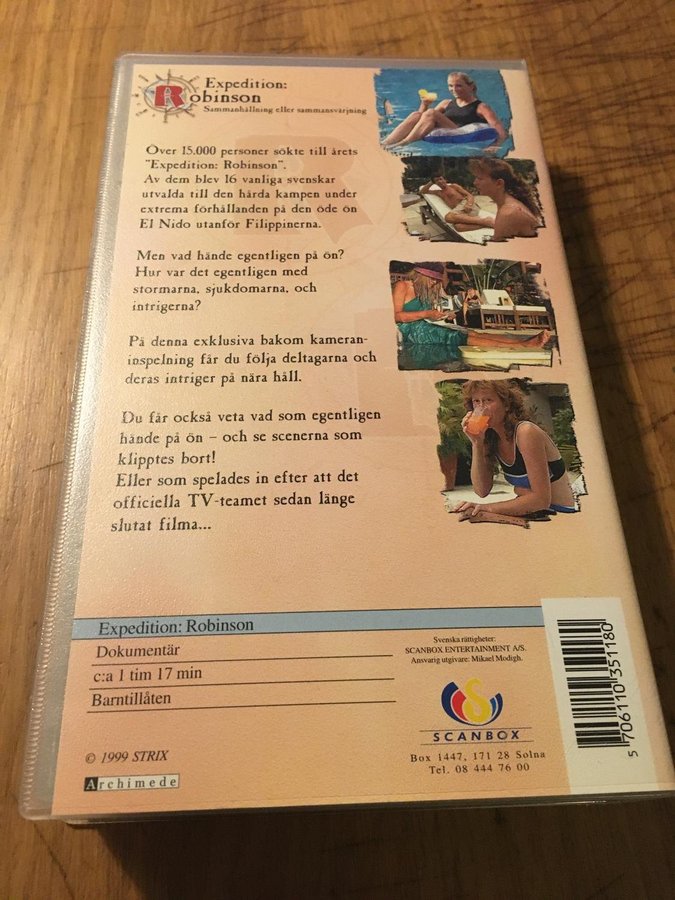 Expedition:
Robinson
Sammanhållning eller sammansvärjning
Över 15.000 personer sökte till årets
"Expedition: Robinson".
Av dem blev 16 vanliga svenskar
utvalda till den hårda kampen under
extrema förhållanden på den öde ön
El Nido utanför Filippinerna.
Men vad hände egentligen på ön?
Hur var det egentligen med
stormarna, sjukdomarna, och
intrigerna?
På denna exklusiva bakom kameran-
inspelning får du följa deltagarna och
deras intriger på nära håll.
Du får också veta vad som egentligen
hände på ön – och se scenerna som
klipptes bort!
Eller som spelades in efter att det
officiella TV-teamet sedan länge
slutat filma...
Expedition: Robinson
Dokumentär
c:a 1 tim 17 min
Barntillåten
© 1999 STRIX
Archimede
Svenska rättigheter:
SCANBOX ENTERTAINMENT A/S.
Ansvarig utgivare: Mikael Modigh.
SCANBOX
Box 1447, 171 28 Solna
Tel. 08 444 76 00
5 706110 351180